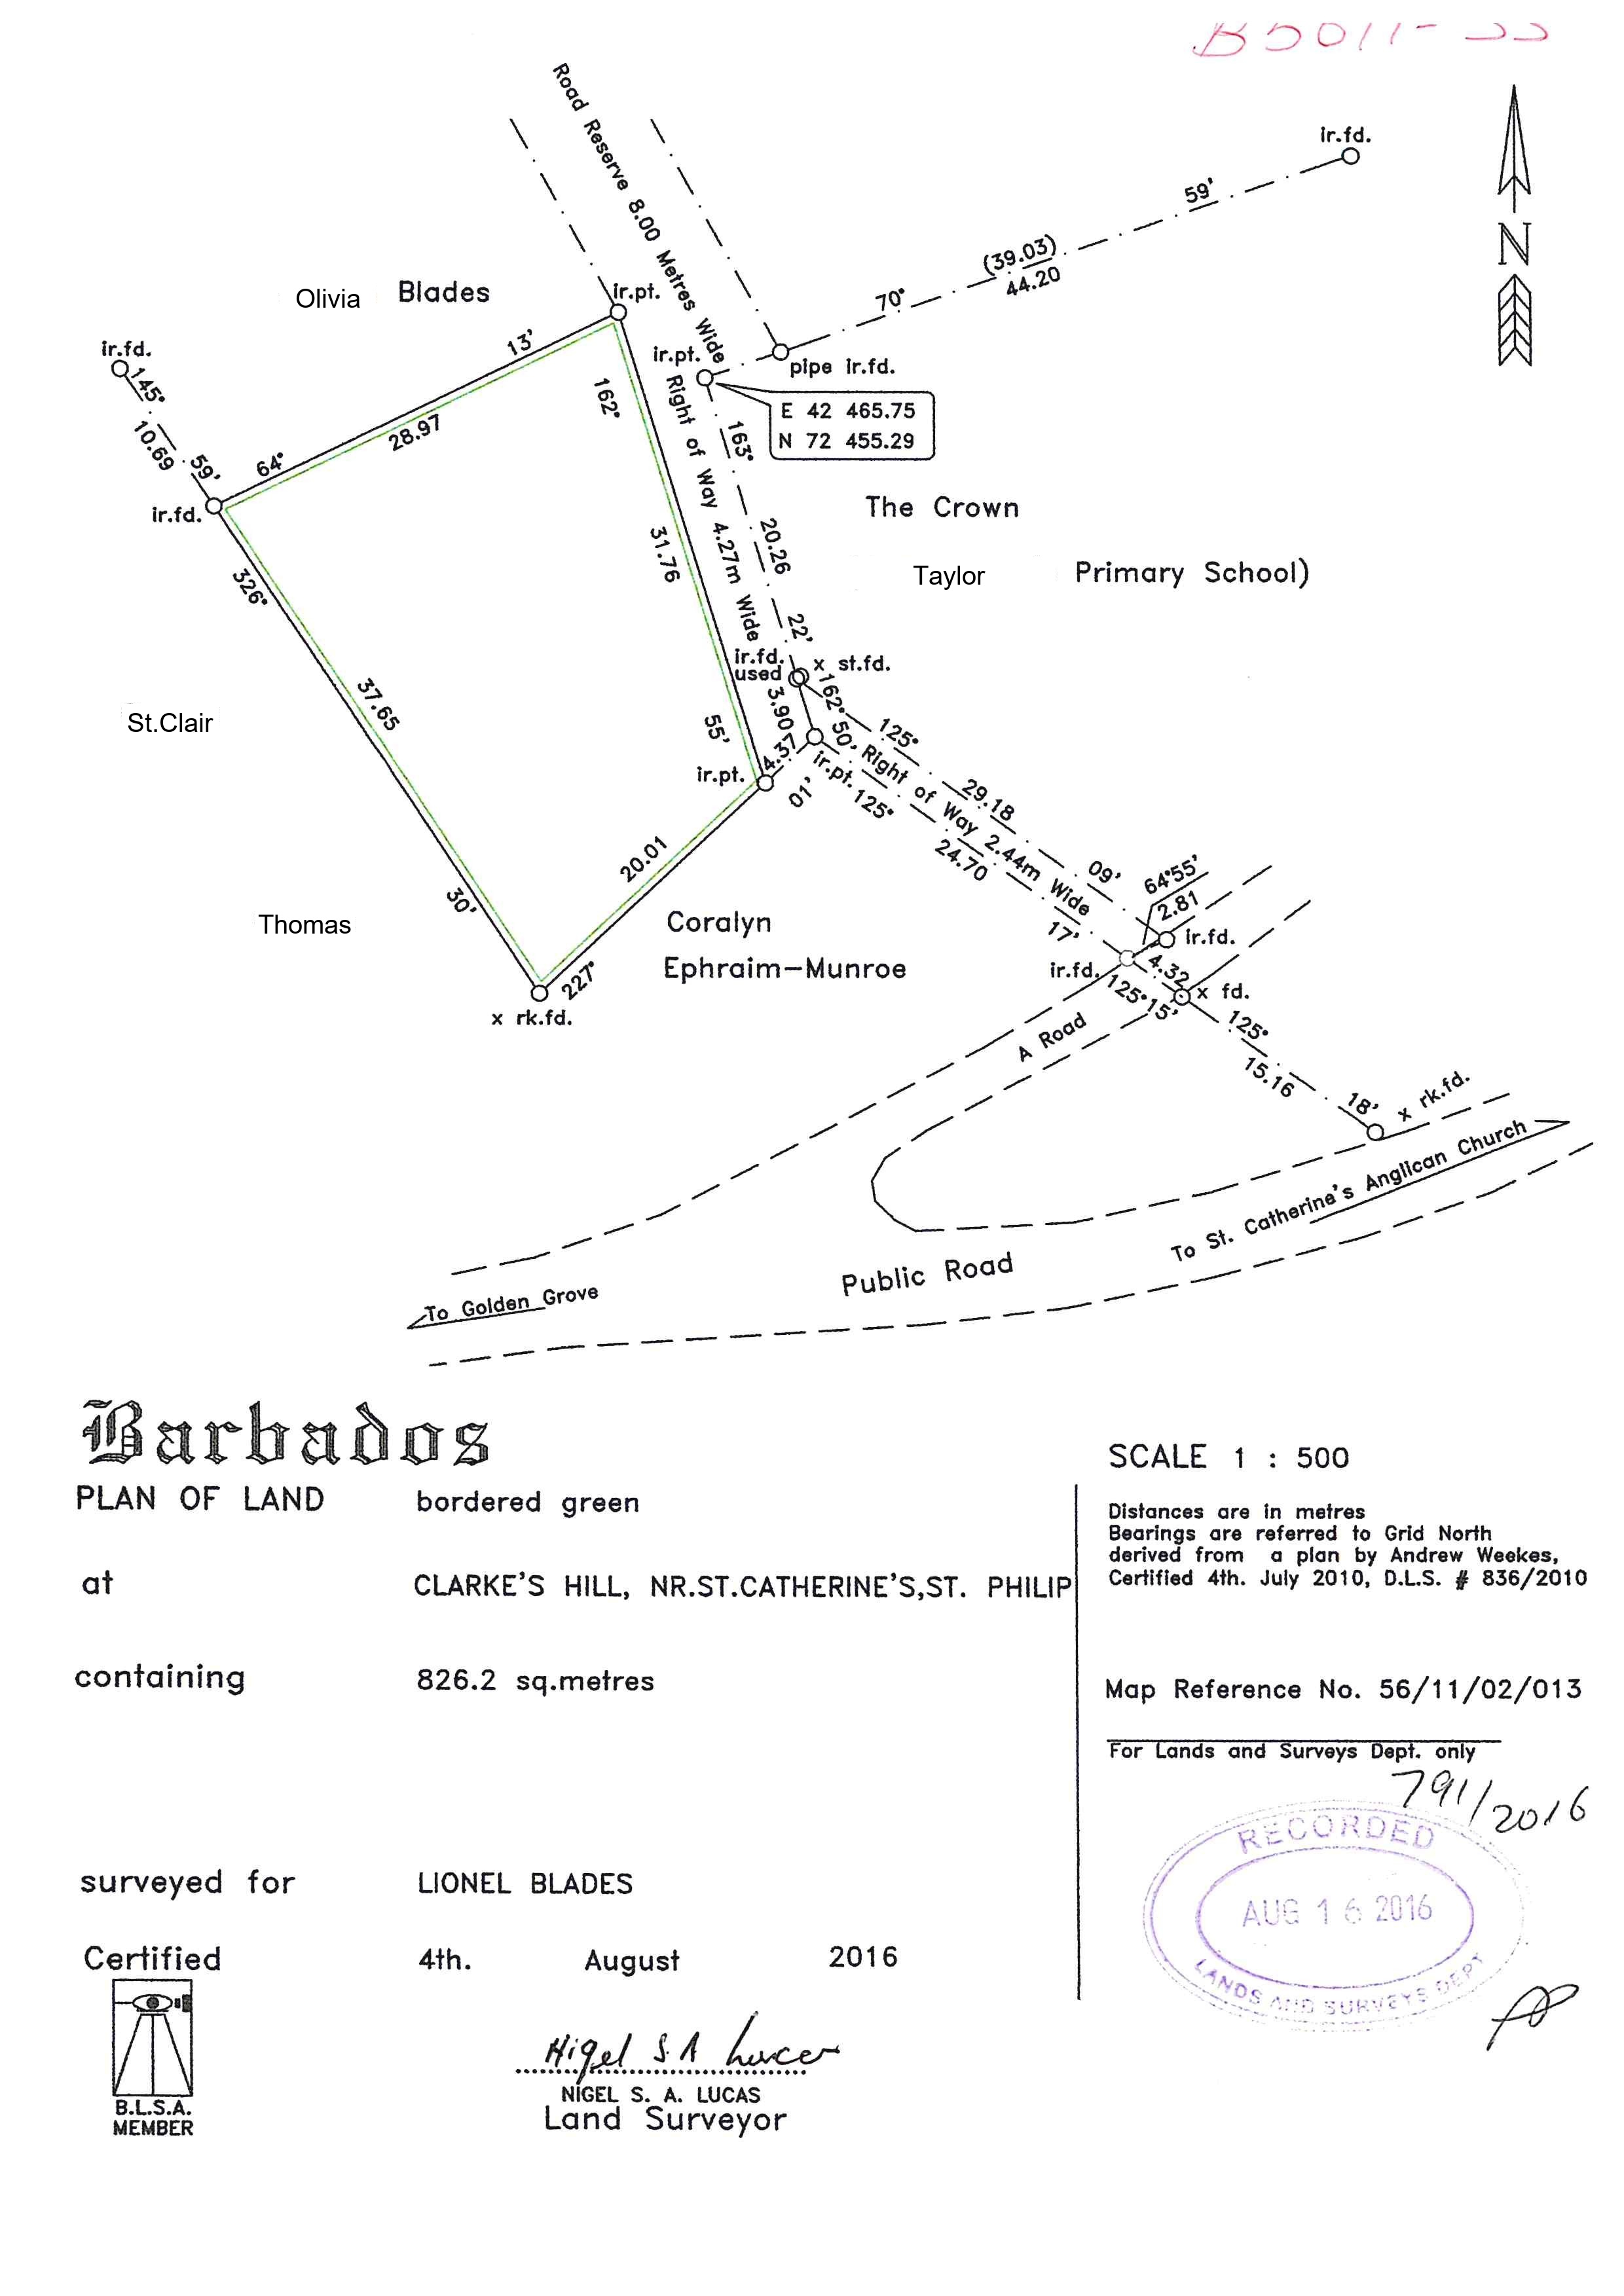 Road Reserve 8.00 Metres Wide
ir.fd.
59'
(39.03)
44.20
70°
N
Olivia Blades
ir.pt.
ir.fd.
13'
ir.pt.
pipe ir.fd.
145°
10.69
59'
28.97
64°
162°
Right of Way 4.27m Wide
163°
E 42 465.75
N 72 455.29
ir.fd.
The Crown
31.76
20.26
326°
Taylor Primary School)
22'
ir.fd.
used
x st.fd.
37.65
3.90
162°
50'
St.Clair
55'
4.37
125°
ir.pt.
ir.pt.
01'
125°
Right of Way 2.44m Wide
29.18
24.70
20.01
09'
64°55'
2.81
30'
Thomas
Coralyn
Ephraim-Munroe
17'
ir.fd.
ir.fd.
4.32
125°15'
x fd.
227°
x rk.fd.
A Road
125°
15.16
18'
x rk.fd.
To St. Catherine's Anglican Church
Public Road
To Golden Grove
Barbados
PLAN OF LAND bordered green
at CLARKE'S HILL, NR.ST.CATHERINE'S,ST. PHILIP
containing 826.2 sq.metres
surveyed for LIONEL BLADES
Certified 4th. August 2016
B.L.S.A.
MEMBER
Nigel S A Lucas
NIGEL S. A. LUCAS
Land Surveyor
SCALE 1 : 500
Distances are in metres
Bearings are referred to Grid North
derived from a plan by Andrew Weekes,
Certified 4th. July 2010, D.L.S. # 836/2010
Map Reference No. 56/11/02/013
For Lands and Surveys Dept. only
791/2016
RECORDED
AUG 16 2016
LANDS AND SURVEYS DEPT